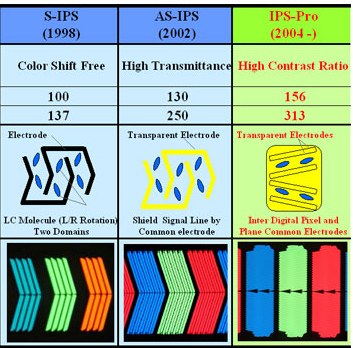 S-IPS
(1998)
AS-IPS
(2002)
IPS-Pro
(2004 -)
Color Shift Free
High Transmittance
High Contrast Ratio
100
130
156
137
250
313
Electrode
Transparent Electrode
Transparent Electrodes
LC Molecule (L/R Rotation)
Two Domains
Shield Signal Line by
Common electrode
Inter Digital Pixel and
Plane Common Electrodes